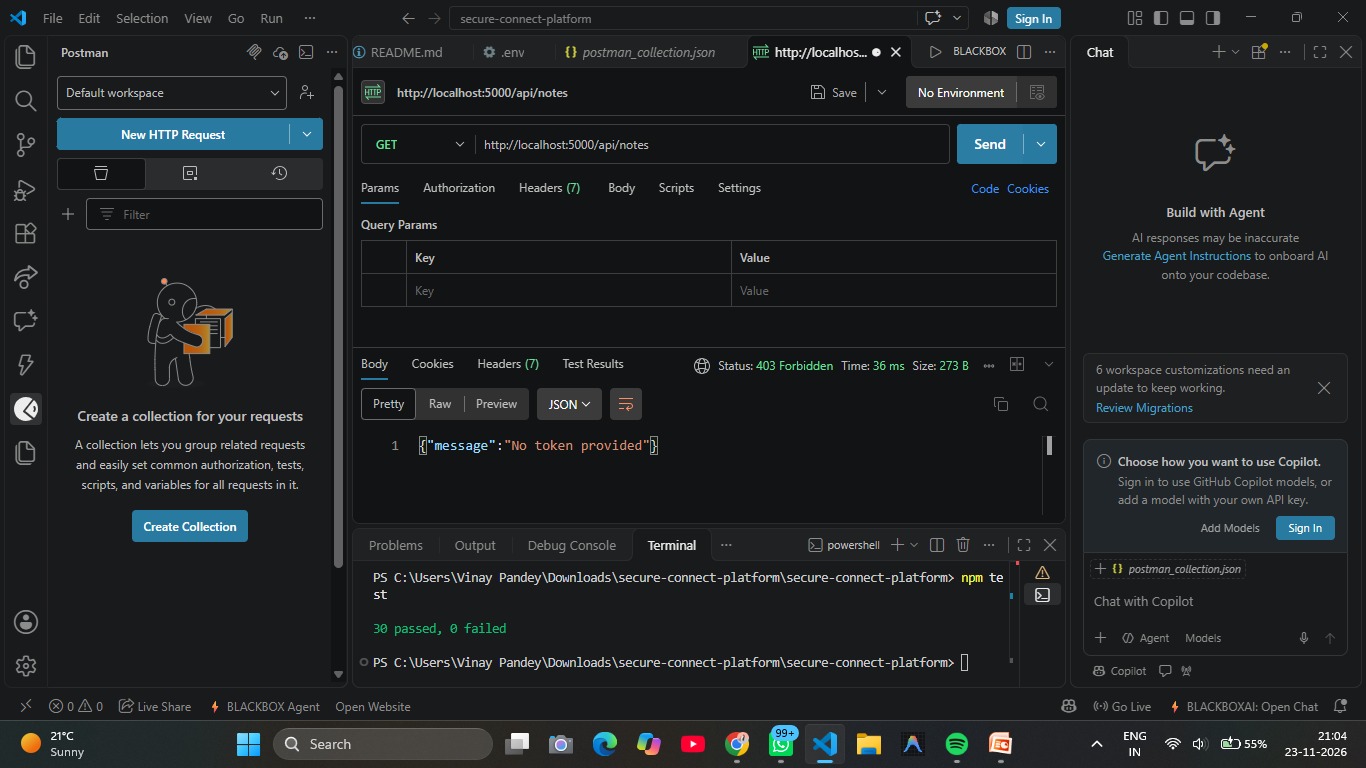 File Edit Selection View Go Run ···
secure-connect-platform
Sign In
Postman
Default workspace
New HTTP Request
Filter
Create a collection for your requests
A collection lets you group related requests
and easily set common authorization, tests,
scripts, and variables for all requests in it.
Create Collection
README.md
.env
postman_collection.json
http://localhos...
BLACKBOX
HTTP http://localhost:5000/api/notes
Save
No Environment
GET http://localhost:5000/api/notes
Send
Params Authorization Headers (7) Body Scripts Settings
Code Cookies
Query Params
Key Value
Key Value
Body Cookies Headers (7) Test Results
Status: 403 Forbidden Time: 36 ms Size: 273 B
Pretty Raw Preview JSON
1 {"message":"No token provided"}
Problems Output Debug Console Terminal ···
powershell
PS C:\Users\Vinay Pandey\Downloads\secure-connect-platform\secure-connect-platform> npm te
st
30 passed, 0 failed
PS C:\Users\Vinay Pandey\Downloads\secure-connect-platform\secure-connect-platform>
Chat
Build with Agent
AI responses may be inaccurate
Generate Agent Instructions to onboard AI
onto your codebase.
6 workspace customizations need an
update to keep working.
Review Migrations
Choose how you want to use Copilot.
Sign in to use GitHub Copilot models, or
add a model with your own API key.
Add Models Sign In
postman_collection.json
Chat with Copilot
Agent Models
Copilot
0 0 Live Share BLACKBOX Agent Open Website
Go Live BLACKBOXAI: Open Chat
21°C
Sunny
Search
99+
ENG
IN
55%
21:04
23-11-2026